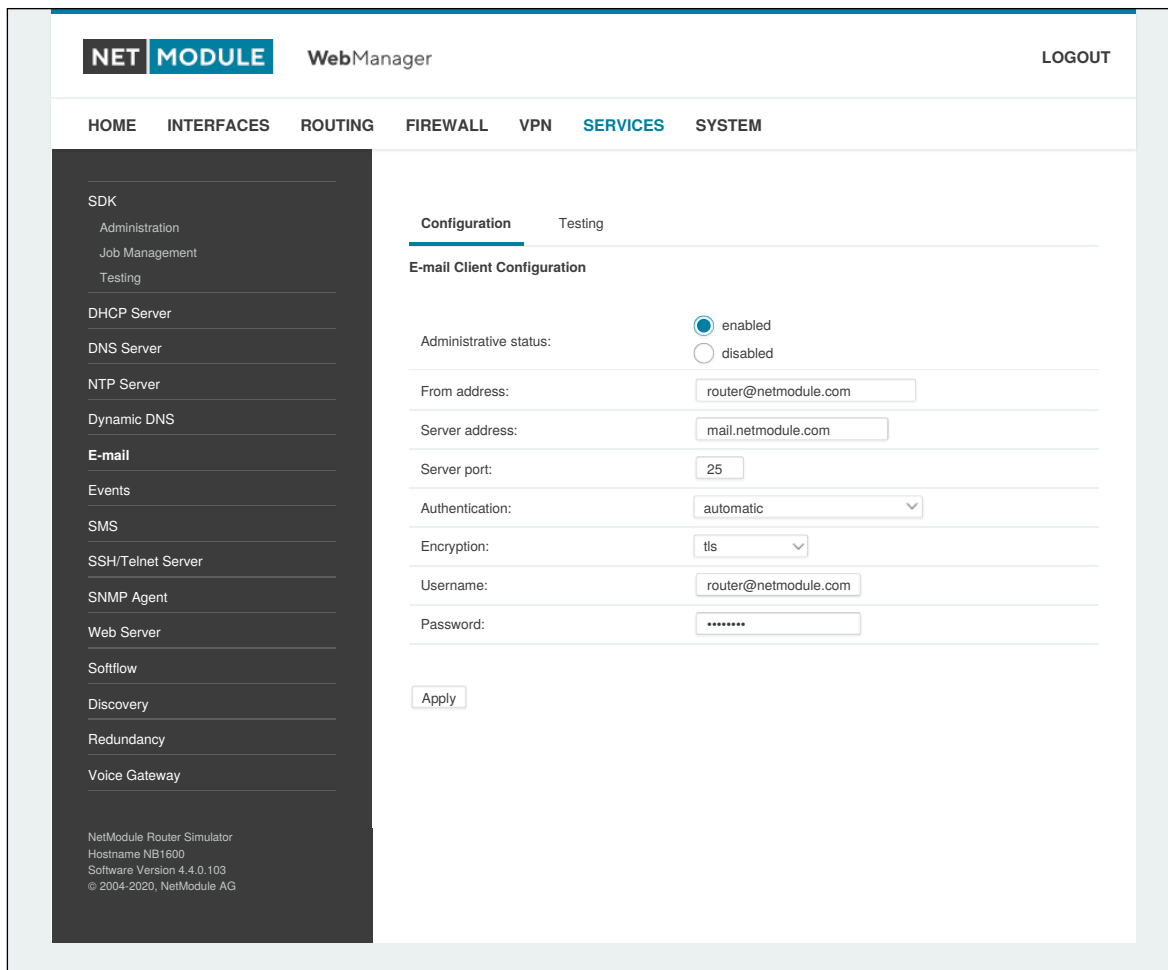 NET MODULE WebManager LOGOUT
HOME INTERFACES ROUTING FIREWALL VPN SERVICES SYSTEM
SDK
Administration
Job Management
Testing
DHCP Server
DNS Server
NTP Server
Dynamic DNS
E-mail
Events
SMS
SSH/Telnet Server
SNMP Agent
Web Server
Softflow
Discovery
Redundancy
Voice Gateway
NetModule Router Simulator
Hostname NB1600
Software Version 4.4.0.103
© 2004-2020, NetModule AG
Configuration Testing
E-mail Client Configuration
Administrative status: enabled
disabled
From address: router@netmodule.com
Server address: mail.netmodule.com
Server port: 25
Authentication: automatic
Encryption: tls
Username: router@netmodule.com
Password: ••••••••
Apply